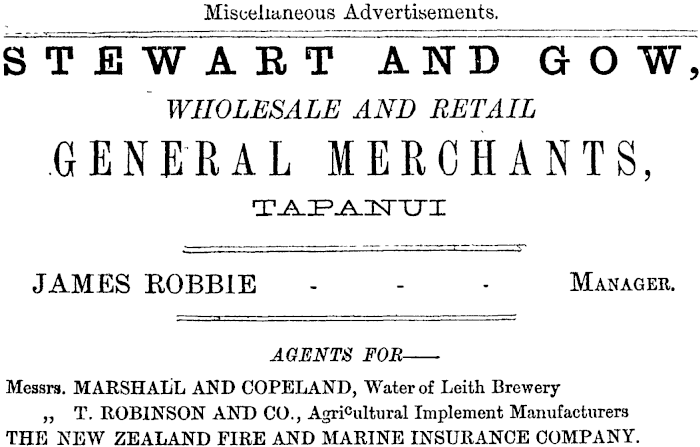 Miscellaneous Advertisements.
STEWART AND GOW,
WHOLESALE AND RETAIL
GENERAL MERCHANTS,
TAPANUI
JAMES ROBBIE - - - MANAGER.
AGENTS FOR——
Messrs. MARSHALL AND COPELAND, Water of Leith Brewery
„ T. ROBINSON AND CO., Agricultural Implement Manufacturers
THE NEW ZEALAND FIRE AND MARINE INSURANCE COMPANY.